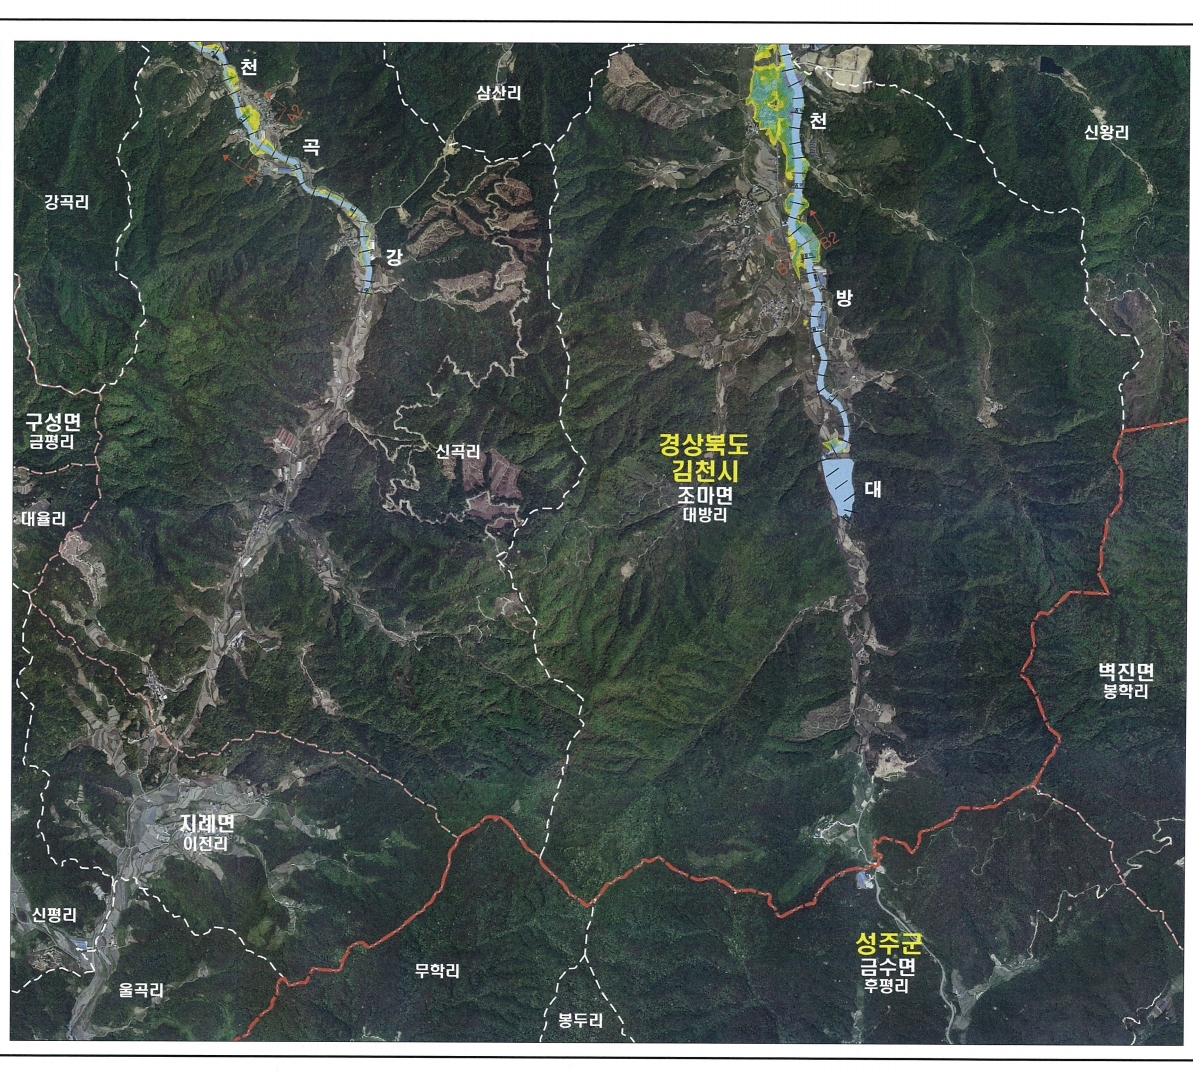 천
삼산리
A2
곡
천
신왕리
강곡리
강
B2
방
구성면
금평리
신곡리
경상북도
김천시
조마면
대방리
대
대율리
벽진면
봉학리
지례면
이전리
신평리
성주군
금수면
후평리
무학리
울곡리
봉두리